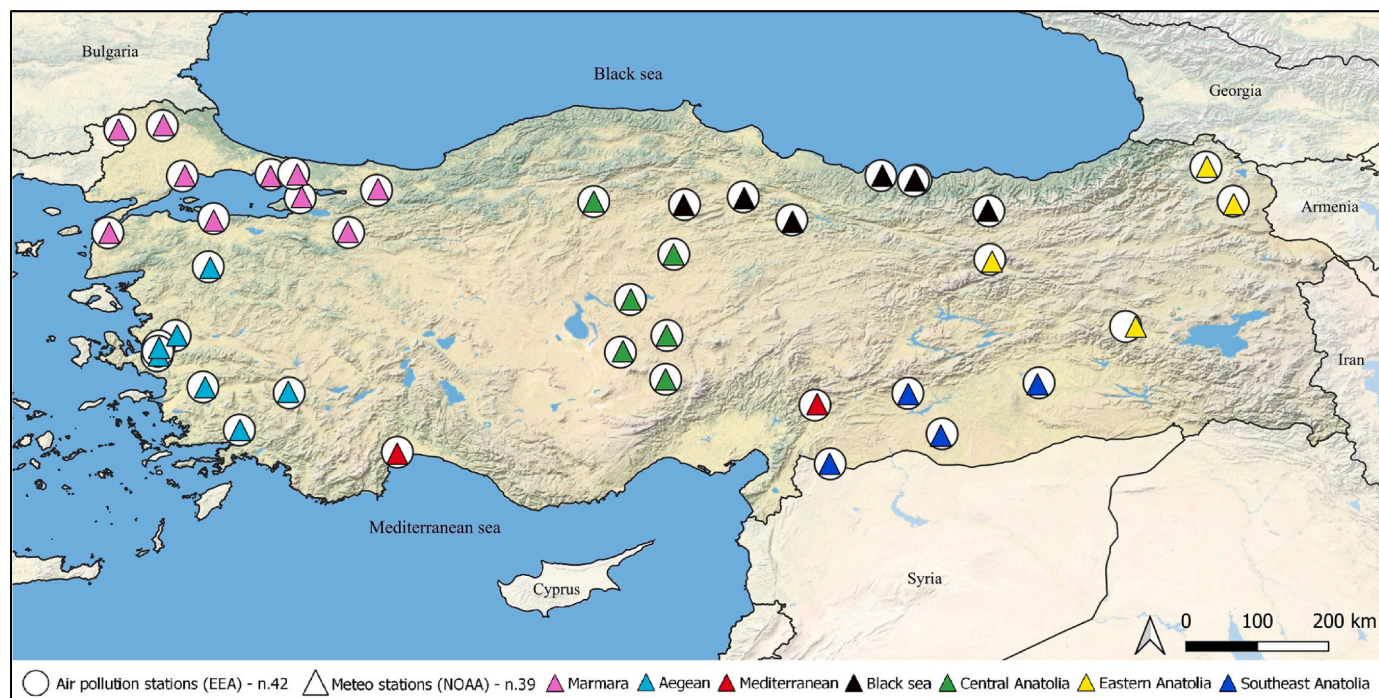 Bulgaria
Black sea
Georgia
Armenia
Iran
Mediterranean sea
Cyprus
Syria
0 100 200 km
Air pollution stations (EEA) - n.42 Meteo stations (NOAA) - n.39 Marmara Aegean Mediterranean Black sea Central Anatolia Eastern Anatolia Southeast Anatolia